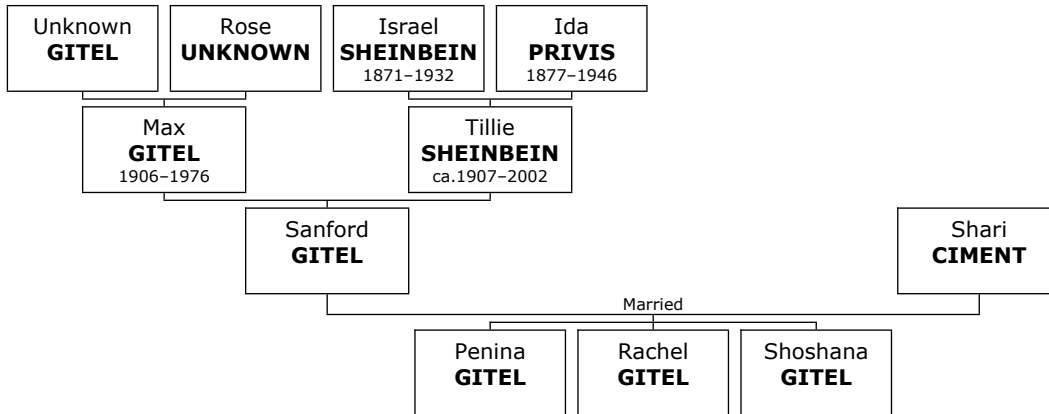 Unknown
GITEL
Rose
UNKNOWN
Israel
SHEINBEIN
1871–1932
Ida
PRIVIS
1877–1946
Max
GITEL
1906–1976
Tillie
SHEINBEIN
ca.1907–2002
Sanford
GITEL
Shari
CIMENT
Married
Penina
GITEL
Rachel
GITEL
Shoshana
GITEL